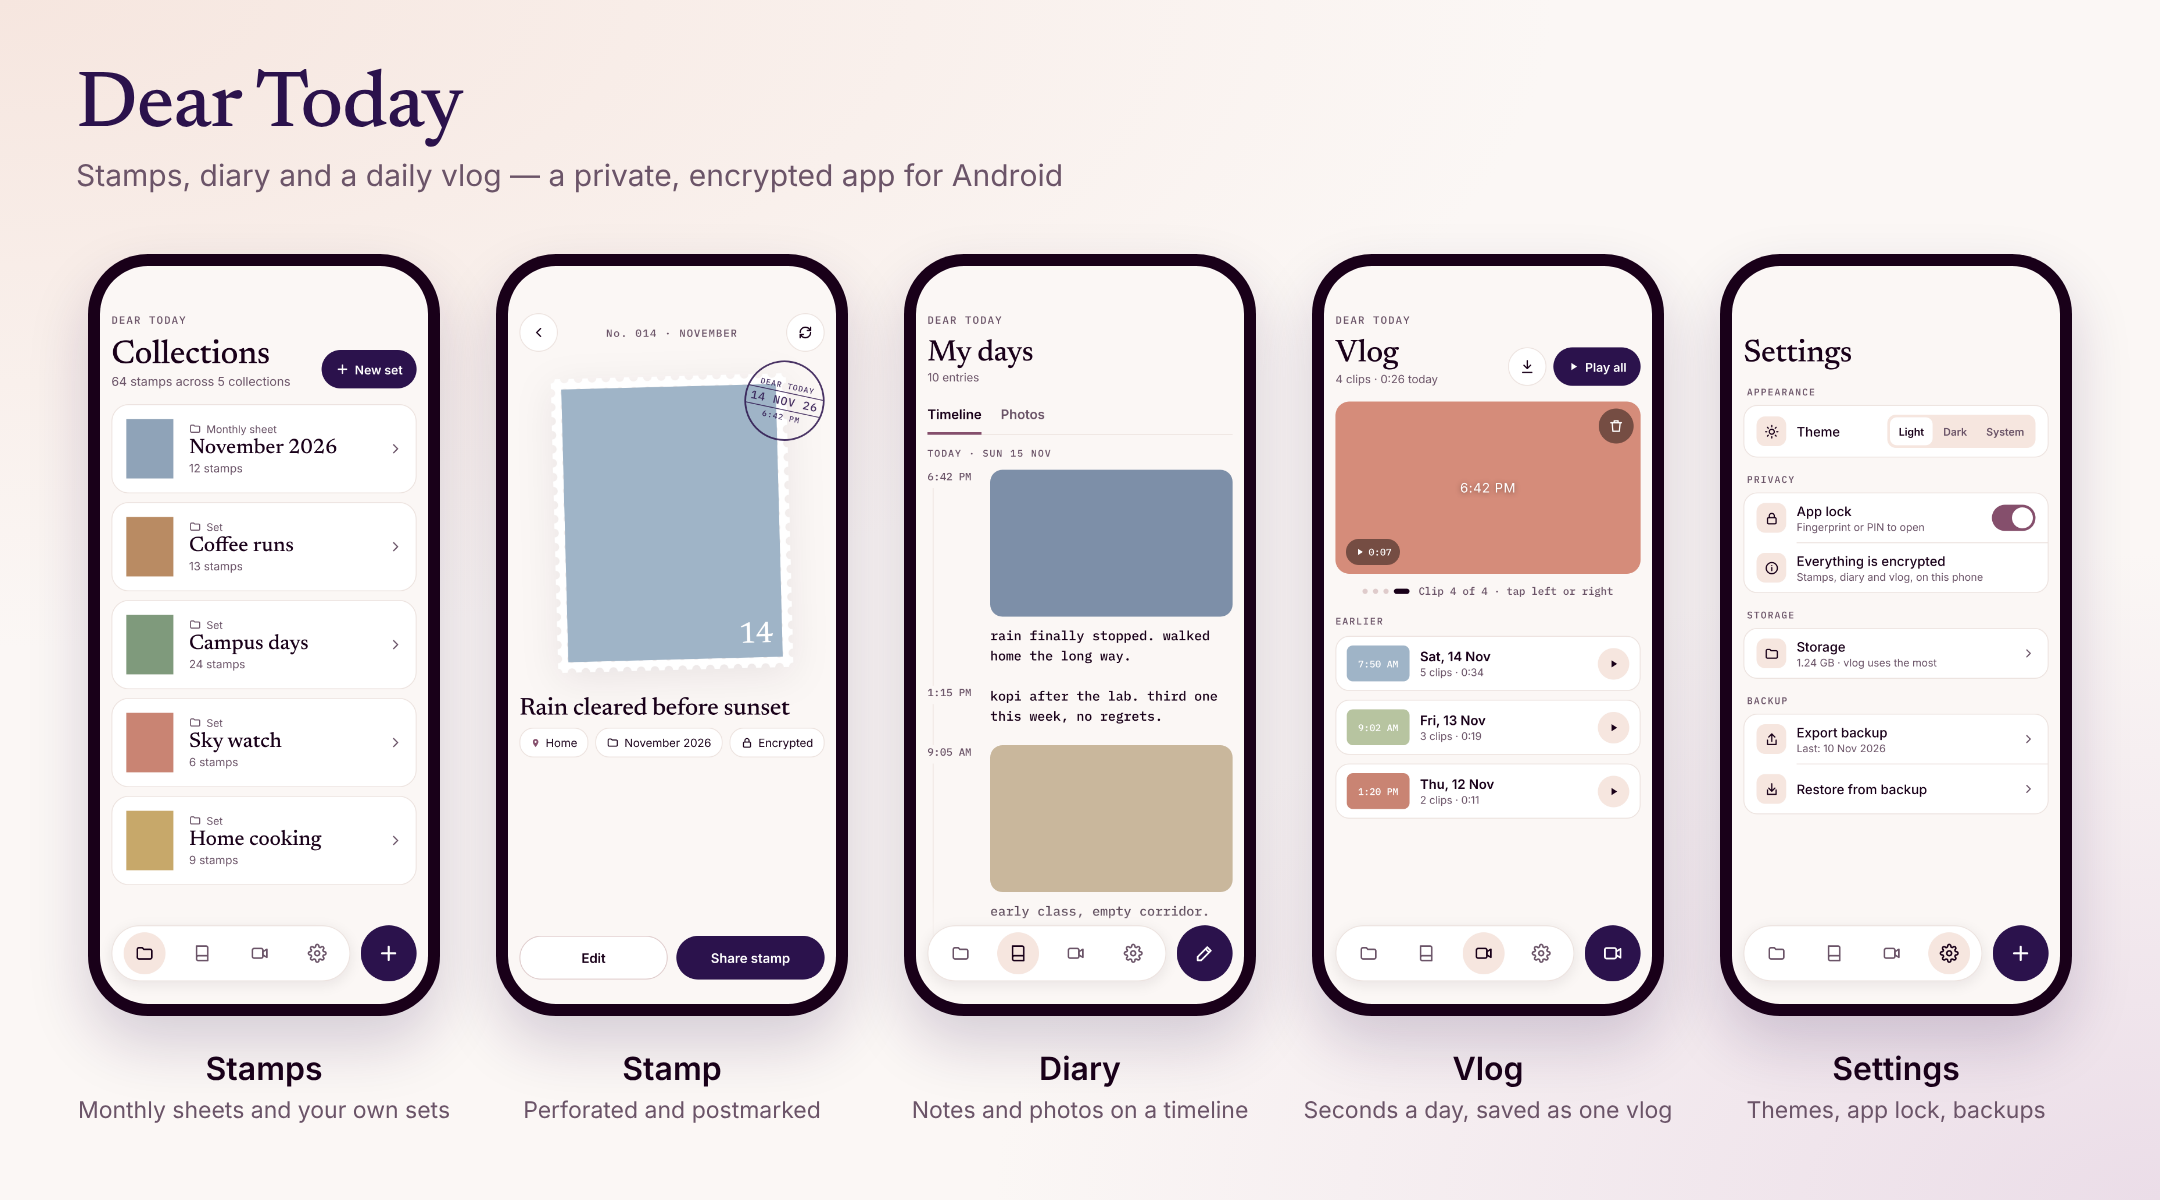 Dear Today
Stamps, diary and a daily vlog — a private, encrypted app for Android
DEAR TODAY
Collections
64 stamps across 5 collections
New set
Monthly sheet
November 2026
12 stamps
Set
Coffee runs
13 stamps
Set
Campus days
24 stamps
Set
Sky watch
6 stamps
Set
Home cooking
9 stamps
No. 014 · NOVEMBER
DEAR TODAY
14 NOV 26
6:42 PM
14
Rain cleared before sunset
Home
November 2026
Encrypted
Edit
Share stamp
DEAR TODAY
My days
10 entries
Timeline
Photos
TODAY · SUN 15 NOV
6:42 PM
rain finally stopped. walked
home the long way.
1:15 PM
kopi after the lab. third one
this week, no regrets.
9:05 AM
early class, empty corridor.
DEAR TODAY
Vlog
4 clips · 0:26 today
Play all
6:42 PM
0:07
Clip 4 of 4 · tap left or right
EARLIER
7:50 AM
Sat, 14 Nov
5 clips · 0:34
9:02 AM
Fri, 13 Nov
3 clips · 0:19
1:20 PM
Thu, 12 Nov
2 clips · 0:11
Settings
APPEARANCE
Theme
Light
Dark
System
PRIVACY
App lock
Fingerprint or PIN to open
Everything is encrypted
Stamps, diary and vlog, on this phone
STORAGE
Storage
1.24 GB · vlog uses the most
BACKUP
Export backup
Last: 10 Nov 2026
Restore from backup
Stamps
Monthly sheets and your own sets
Stamp
Perforated and postmarked
Diary
Notes and photos on a timeline
Vlog
Seconds a day, saved as one vlog
Settings
Themes, app lock, backups